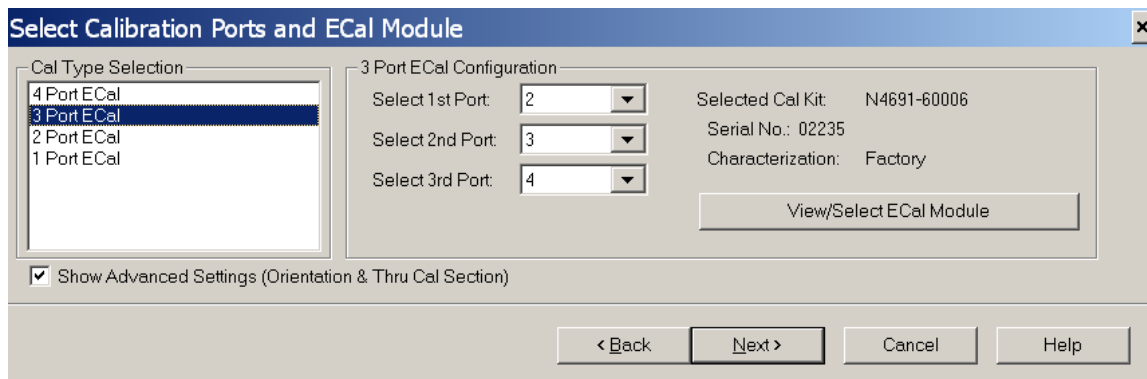 Select Calibration Ports and ECal Module
Cal Type Selection
4 Port ECal
3 Port ECal
2 Port ECal
1 Port ECal
3 Port ECal Configuration
Select 1st Port: 2
Select 2nd Port: 3
Select 3rd Port: 4
Selected Cal Kit: N4691-60006
Serial No.: 02235
Characterization: Factory
View/Select ECal Module
Show Advanced Settings (Orientation & Thru Cal Section)
< Back Next > Cancel Help